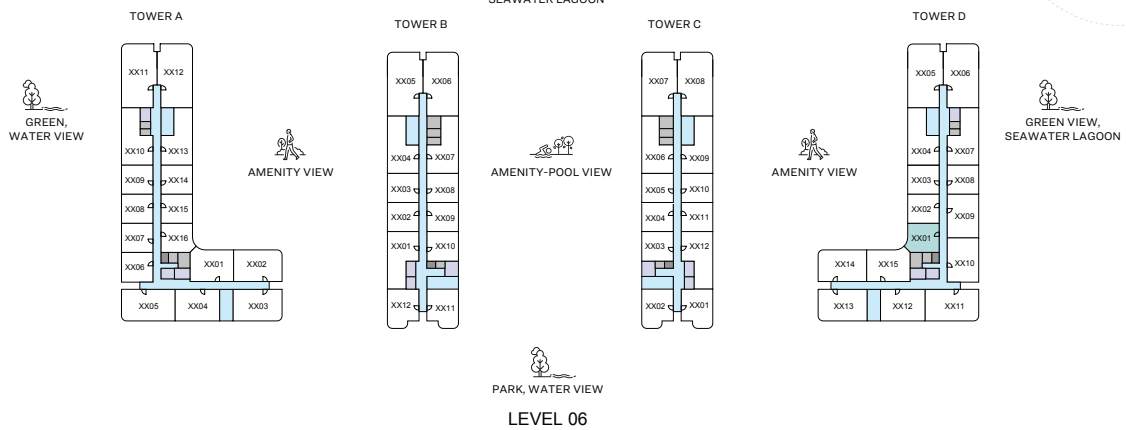 SEAWATER LAGOON
TOWER A
TOWER B
TOWER C
TOWER D
XX11 XX12
XX10 XX13
XX09 XX14
XX08 XX15
XX07 XX16
XX06 XX01 XX02
XX05 XX04 XX03
XX05 XX06
XX04 XX07
XX03 XX08
XX02 XX09
XX01 XX10
XX12 XX11
XX07 XX08
XX06 XX09
XX05 XX10
XX04 XX11
XX03 XX12
XX02 XX01
XX05 XX06
XX04 XX07
XX03 XX08
XX02 XX09
XX01
XX14 XX15 XX10
XX13 XX12 XX11
GREEN,
WATER VIEW
AMENITY VIEW
AMENITY-POOL VIEW
AMENITY VIEW
GREEN VIEW,
SEAWATER LAGOON
PARK, WATER VIEW
LEVEL 06